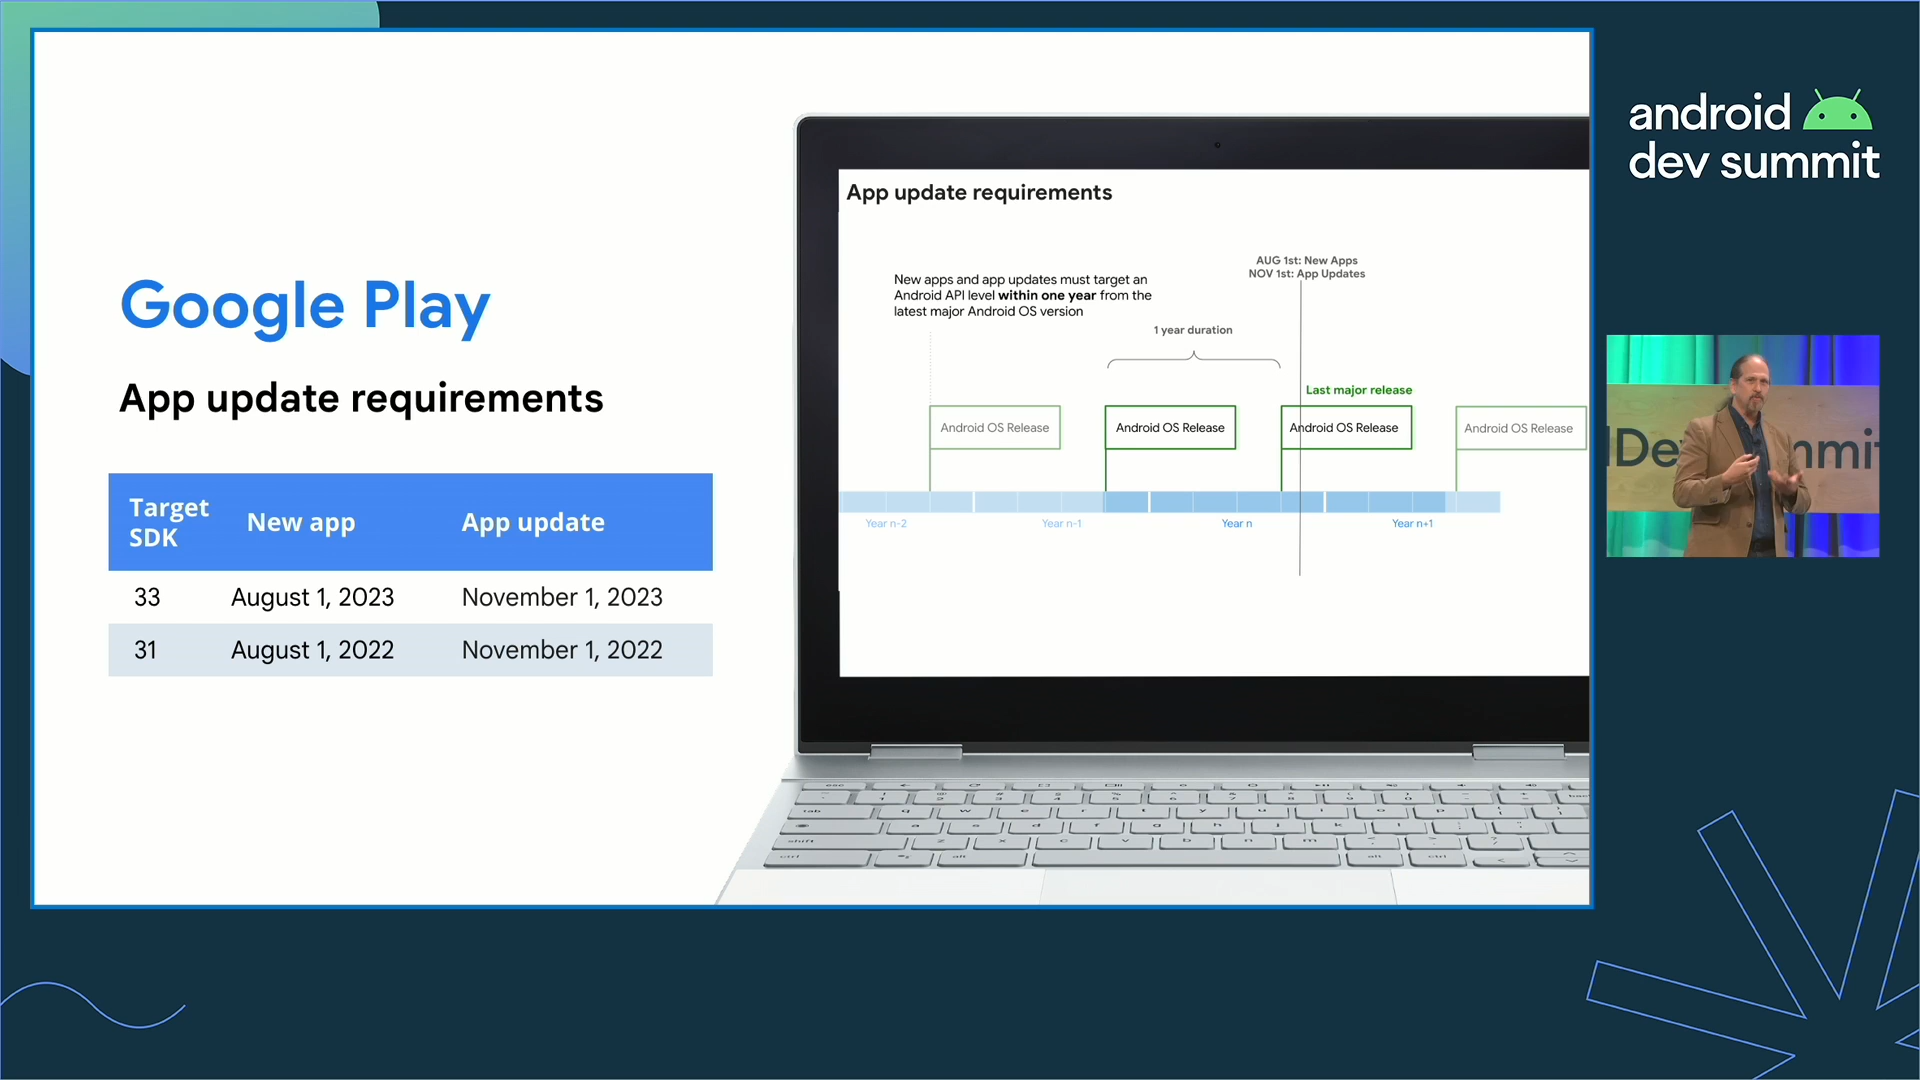 android
dev summit
Google Play
App update requirements
Target SDK
New app
App update
33
August 1, 2023
November 1, 2023
31
August 1, 2022
November 1, 2022
App update requirements
New apps and app updates must target an
Android API level within one year from the
latest major Android OS version
AUG 1st: New Apps
NOV 1st: App Updates
1 year duration
Last major release
Android OS Release
Android OS Release
Android OS Release
Android OS Release
Year n-2
Year n-1
Year n
Year n+1